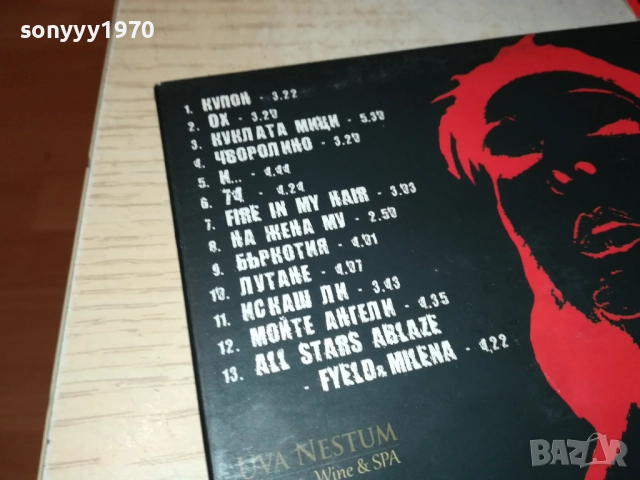 sonyyy1970
1. КУПОН - 3.22
2. ОХ - 3.20
3. КУКЛАТА МИЦИ - 5.30
4. ЧВОРОЛИНО - 3.20
5. И... - 4.44
6. 74 - 4.24
7. FIRE IN MY HAIR - 3.03
8. НА ЖЕНА МУ - 2.50
9. БЪРКОТИЯ - 4.01
10. ЛУТАНЕ - 4.07
11. ИСКАШ ЛИ - 3.43
12. МОЙТЕ АНГЕЛИ - 4.35
13. ALL STARS ABLAZE
- FYELD & MILENA - 4.22
UVA NESTUM
Wine & SPA
BAZAR